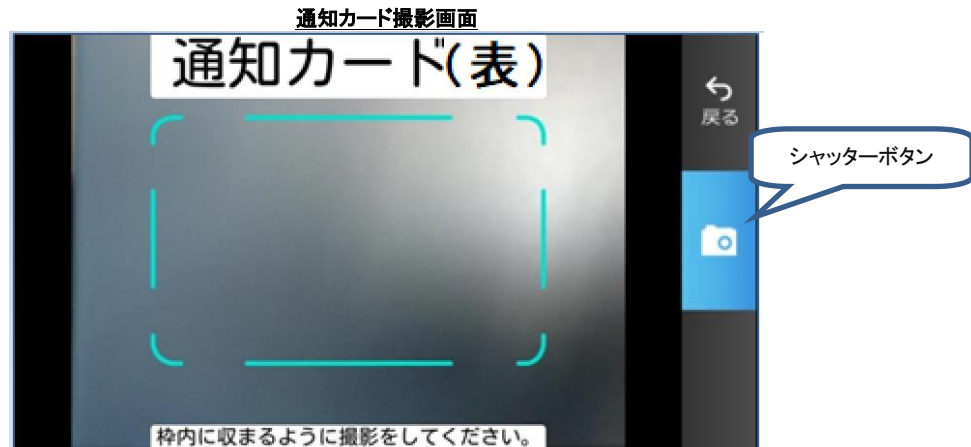 通知カード撮影画面
通知カード(表)
戻る
シャッターボタン
枠内に収まるように撮影をしてください。